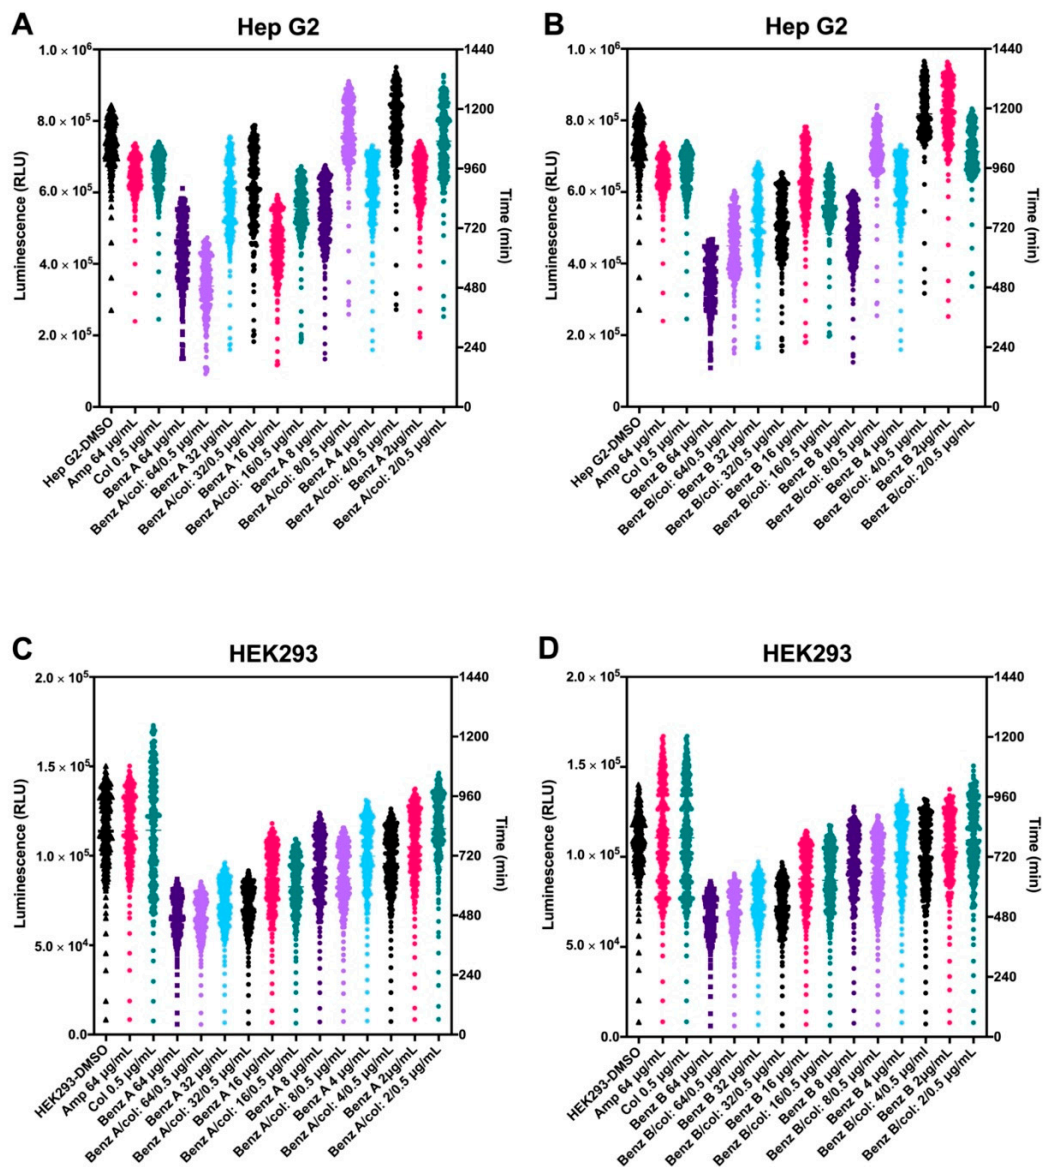 A
Hep G2
1.0 × 10⁶
8.0 × 10⁵
6.0 × 10⁵
4.0 × 10⁵
2.0 × 10⁵
0
Luminescence (RLU)
1440
1200
960
720
480
240
0
Time (min)
Hep G2-DMSO
Amp 64 µg/mL
Col 0.5 µg/mL
Benz A 64 µg/mL
Benz A/col: 64/0.5 µg/mL
Benz A 32 µg/mL
Benz A/col: 32/0.5 µg/mL
Benz A 16 µg/mL
Benz A/col: 16/0.5 µg/mL
Benz A 8 µg/mL
Benz A/col: 8/0.5 µg/mL
Benz A 4 µg/mL
Benz A/col: 4/0.5 µg/mL
Benz A 2µg/mL
Benz A/col: 2/0.5 µg/mL
B
Hep G2
1.0 × 10⁶
8.0 × 10⁵
6.0 × 10⁵
4.0 × 10⁵
2.0 × 10⁵
0
Luminescence (RLU)
1440
1200
960
720
480
240
0
Time (min)
Hep G2-DMSO
Amp 64 µg/mL
Col 0.5 µg/mL
Benz B 64 µg/mL
Benz B/col: 64/0.5 µg/mL
Benz B 32 µg/mL
Benz B/col: 32/0.5 µg/mL
Benz B 16 µg/mL
Benz B/col: 16/0.5 µg/mL
Benz B 8 µg/mL
Benz B/col: 8/0.5 µg/mL
Benz B 4 µg/mL
Benz B/col: 4/0.5 µg/mL
Benz B 2µg/mL
Benz B/col: 2/0.5 µg/mL
C
HEK293
2.0 × 10⁵
1.5 × 10⁵
1.0 × 10⁵
5.0 × 10⁴
0.0
Luminescence (RLU)
1440
1200
960
720
480
240
0
Time (min)
HEK293-DMSO
Amp 64 µg/mL
Col 0.5 µg/mL
Benz A 64 µg/mL
Benz A/col: 64/0.5 µg/mL
Benz A 32 µg/mL
Benz A/col: 32/0.5 µg/mL
Benz A 16 µg/mL
Benz A/col: 16/0.5 µg/mL
Benz A 8 µg/mL
Benz A/col: 8/0.5 µg/mL
Benz A 4 µg/mL
Benz A/col: 4/0.5 µg/mL
Benz A 2µg/mL
Benz A/col: 2/0.5 µg/mL
D
HEK293
2.0 × 10⁵
1.5 × 10⁵
1.0 × 10⁵
5.0 × 10⁴
0.0
Luminescence (RLU)
1440
1200
960
720
480
240
0
Time (min)
HEK293-DMSO
Amp 64 µg/mL
Col 0.5 µg/mL
Benz B 64 µg/mL
Benz B/col: 64/0.5 µg/mL
Benz B 32 µg/mL
Benz B/col: 32/0.5 µg/mL
Benz B 16 µg/mL
Benz B/col: 16/0.5 µg/mL
Benz B 8 µg/mL
Benz B/col: 8/0.5 µg/mL
Benz B 4 µg/mL
Benz B/col: 4/0.5 µg/ml
Benz B 2µg/mL
Benz B/col: 2/0.5 µg/mL